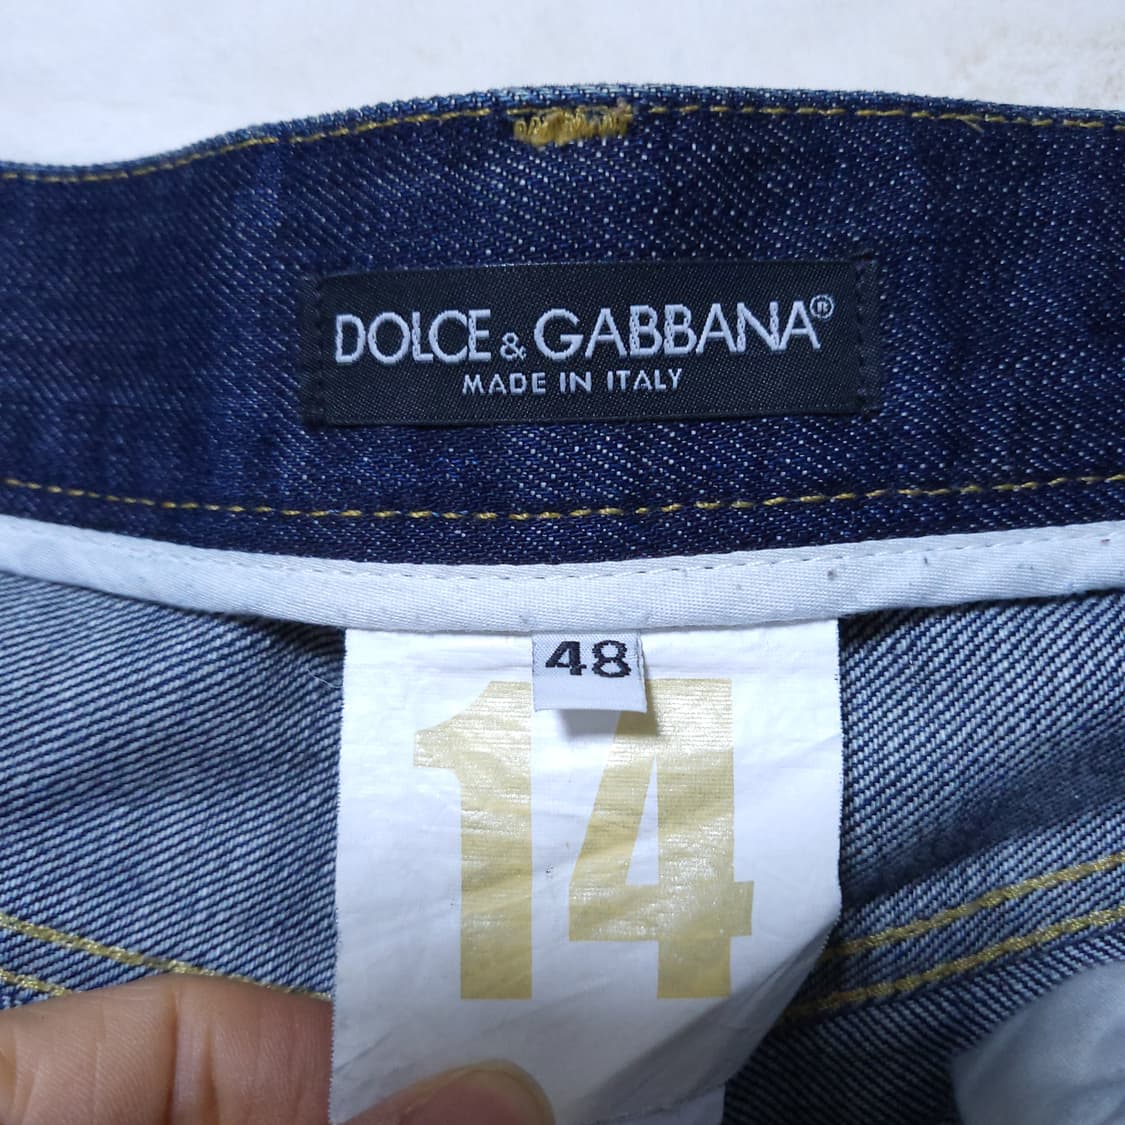 DOLCE & GABBANA®
MADE IN ITALY
48
14